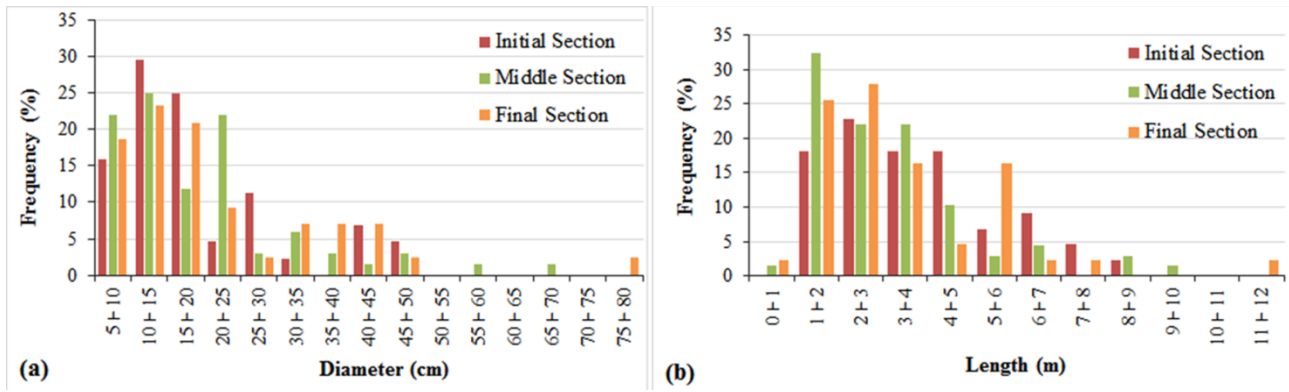 35
30
25
20
15
10
5
0
Frequency (%)
Initial Section
Middle Section
Final Section
5 ⊢ 10
10 ⊢ 15
15 ⊢ 20
20 ⊢ 25
25 ⊢ 30
30 ⊢ 35
35 ⊢ 40
40 ⊢ 45
45 ⊢ 50
50 ⊢ 55
55 ⊢ 60
60 ⊢ 65
65 ⊢ 70
70 ⊢ 75
75 ⊢ 80
(a)
Diameter (cm)
35
30
25
20
15
10
5
0
Frequency (%)
Initial Section
Middle Section
Final Section
0 ⊢ 1
1 ⊢ 2
2 ⊢ 3
3 ⊢ 4
4 ⊢ 5
5 ⊢ 6
6 ⊢ 7
7 ⊢ 8
8 ⊢ 9
9 ⊢ 10
10 ⊢ 11
11 ⊢ 12
(b)
Length (m)